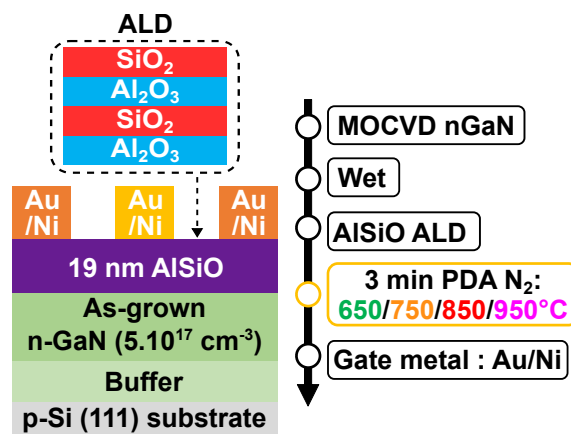 ALD
SiO₂
Al₂O₃
SiO₂
Al₂O₃
Au
/Ni
Au
/Ni
Au
/Ni
19 nm AlSiO
As-grown
n-GaN (5.10¹⁷ cm⁻³)
Buffer
p-Si (111) substrate
MOCVD nGaN
Wet
AlSiO ALD
3 min PDA N₂:
650/750/850/950°C
Gate metal : Au/Ni